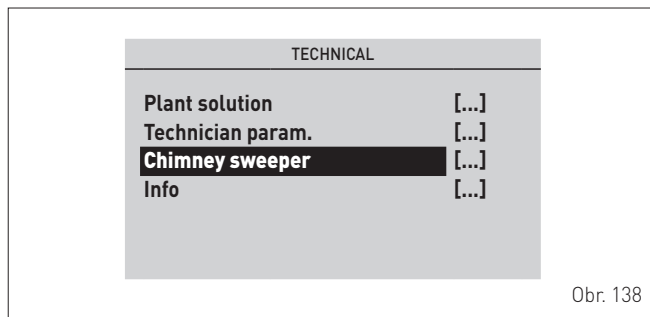 TECHNICAL
Plant solution [...]
Technician param. [...]
Chimney sweeper [...]
Info [...]
Obr. 138